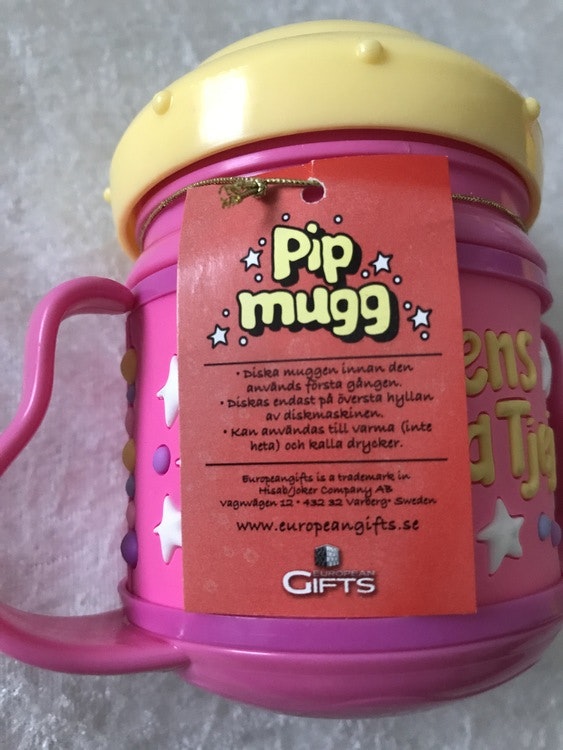 Pip
mugg
• Diska muggen innan den
används första gången.
• Diskas endast på översta hyllan
av diskmaskinen.
• Kan användas till varma (inte
heta) och kalla drycker.
Europeangifts is a trademark in
Hisab/Joker Company AB
Vagnvägen 12 • 432 32 Varberg • Sweden
www.europeangifts.se
EUROPEAN
GIFTS
ens